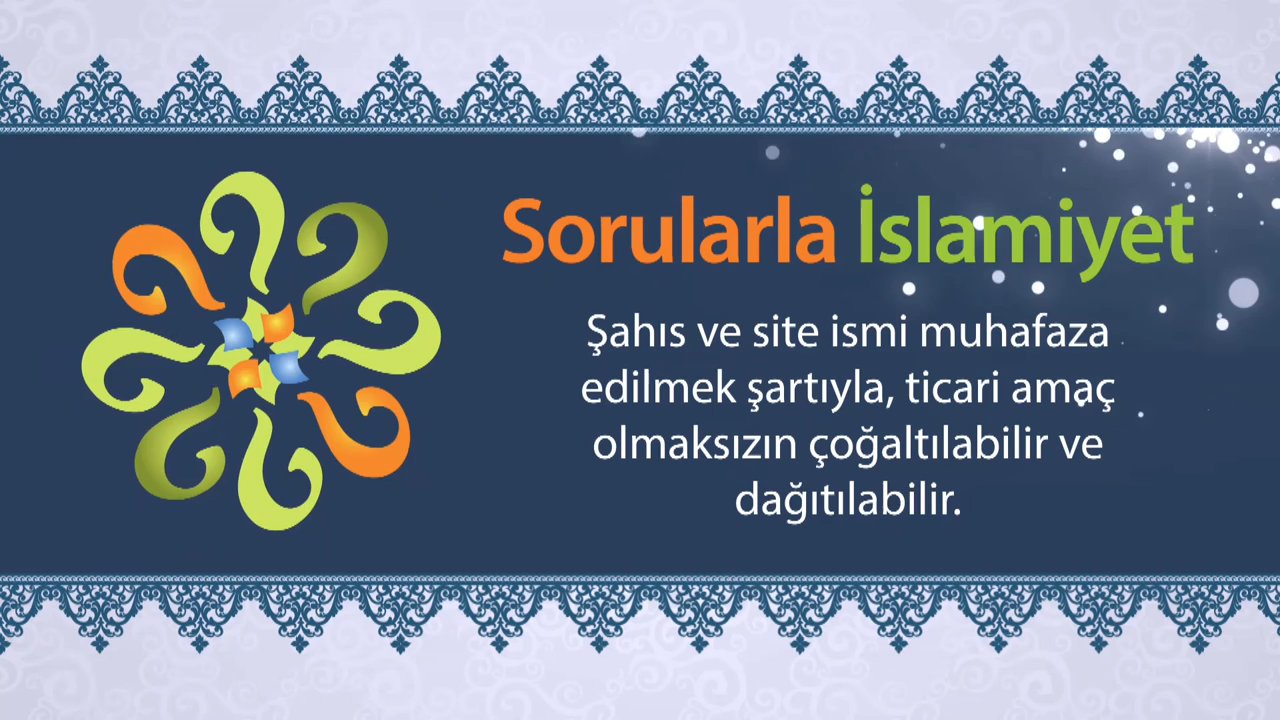 Sorularla İslamiyet
Şahıs ve site ismi muhafaza
edilmek şartıyla, ticari amaç
olmaksızın çoğaltılabilir ve
dağıtılabilir.